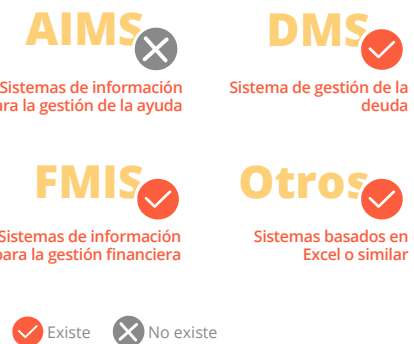 AIMS
DMS
Sistemas de información
ra la gestión de la ayuda
Sistema de gestión de la
deuda
FMIS
Otros
Sistemas de información
para la gestión financiera
Sistemas basados en
Excel o similar
Existe
No existe